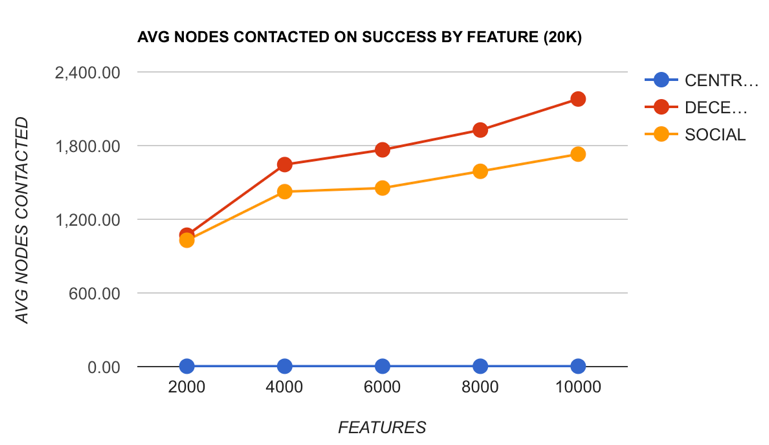 AVG NODES CONTACTED ON SUCCESS BY FEATURE (20K)
2,400.00
1,800.00
1,200.00
600.00
0.00
AVG NODES CONTACTED
2000 4000 6000 8000 10000
FEATURES
CENTR...
DECE...
SOCIAL